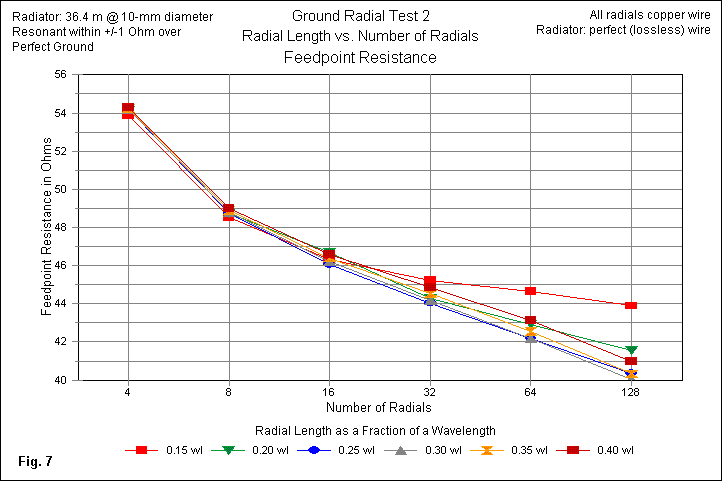 Radiator: 36.4 m @ 10-mm diameter
Resonant within +/-1 Ohm over
Perfect Ground
Ground Radial Test 2
Radial Length vs. Number of Radials
Feedpoint Resistance
All radials copper wire
Radiator: perfect (lossless) wire
Feedpoint Resistance in Ohms
56
54
52
50
48
46
44
42
40
4 8 16 32 64 128
Number of Radials
Radial Length as a Fraction of a Wavelength
0.15 wl 0.20 wl 0.25 wl 0.30 wl 0.35 wl 0.40 wl
Fig. 7